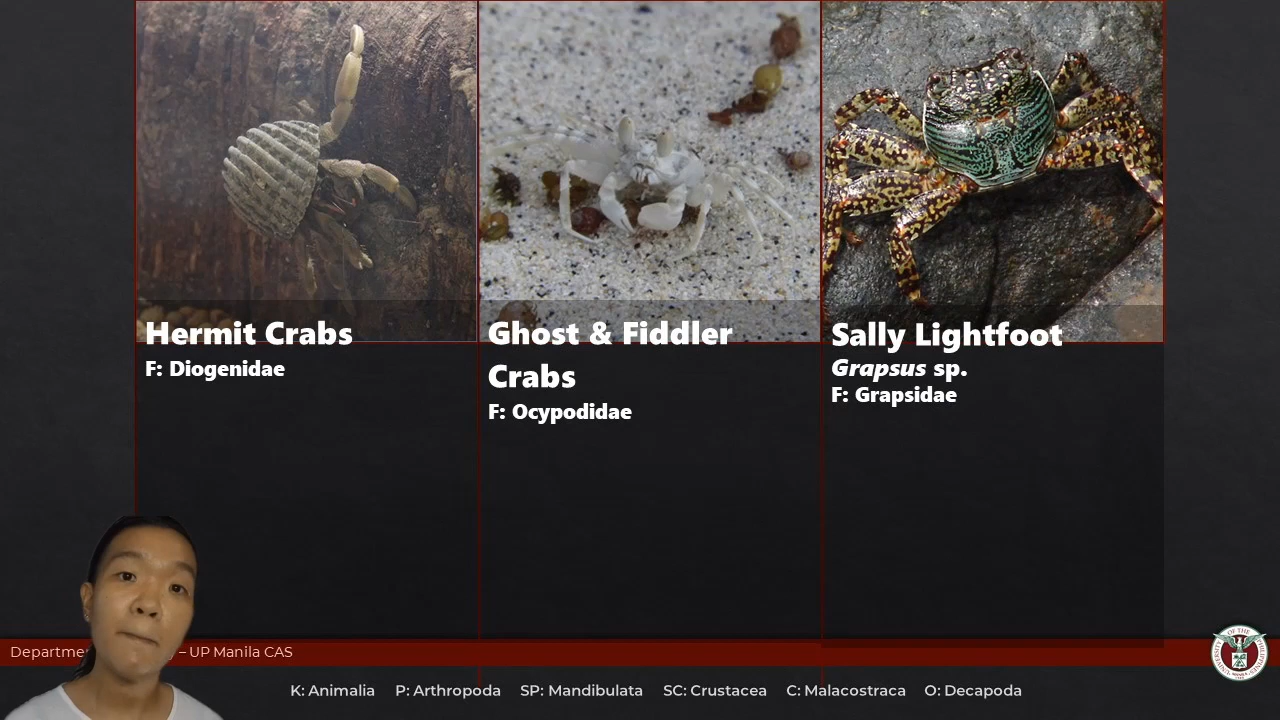 Hermit Crabs
F: Diogenidae
Ghost & Fiddler
Crabs
F: Ocypodidae
Sally Lightfoot
Grapsus sp.
F: Grapsidae
– UP Manila CAS
K: Animalia P: Arthropoda SP: Mandibulata SC: Crustacea C: Malacostraca O: Decapoda